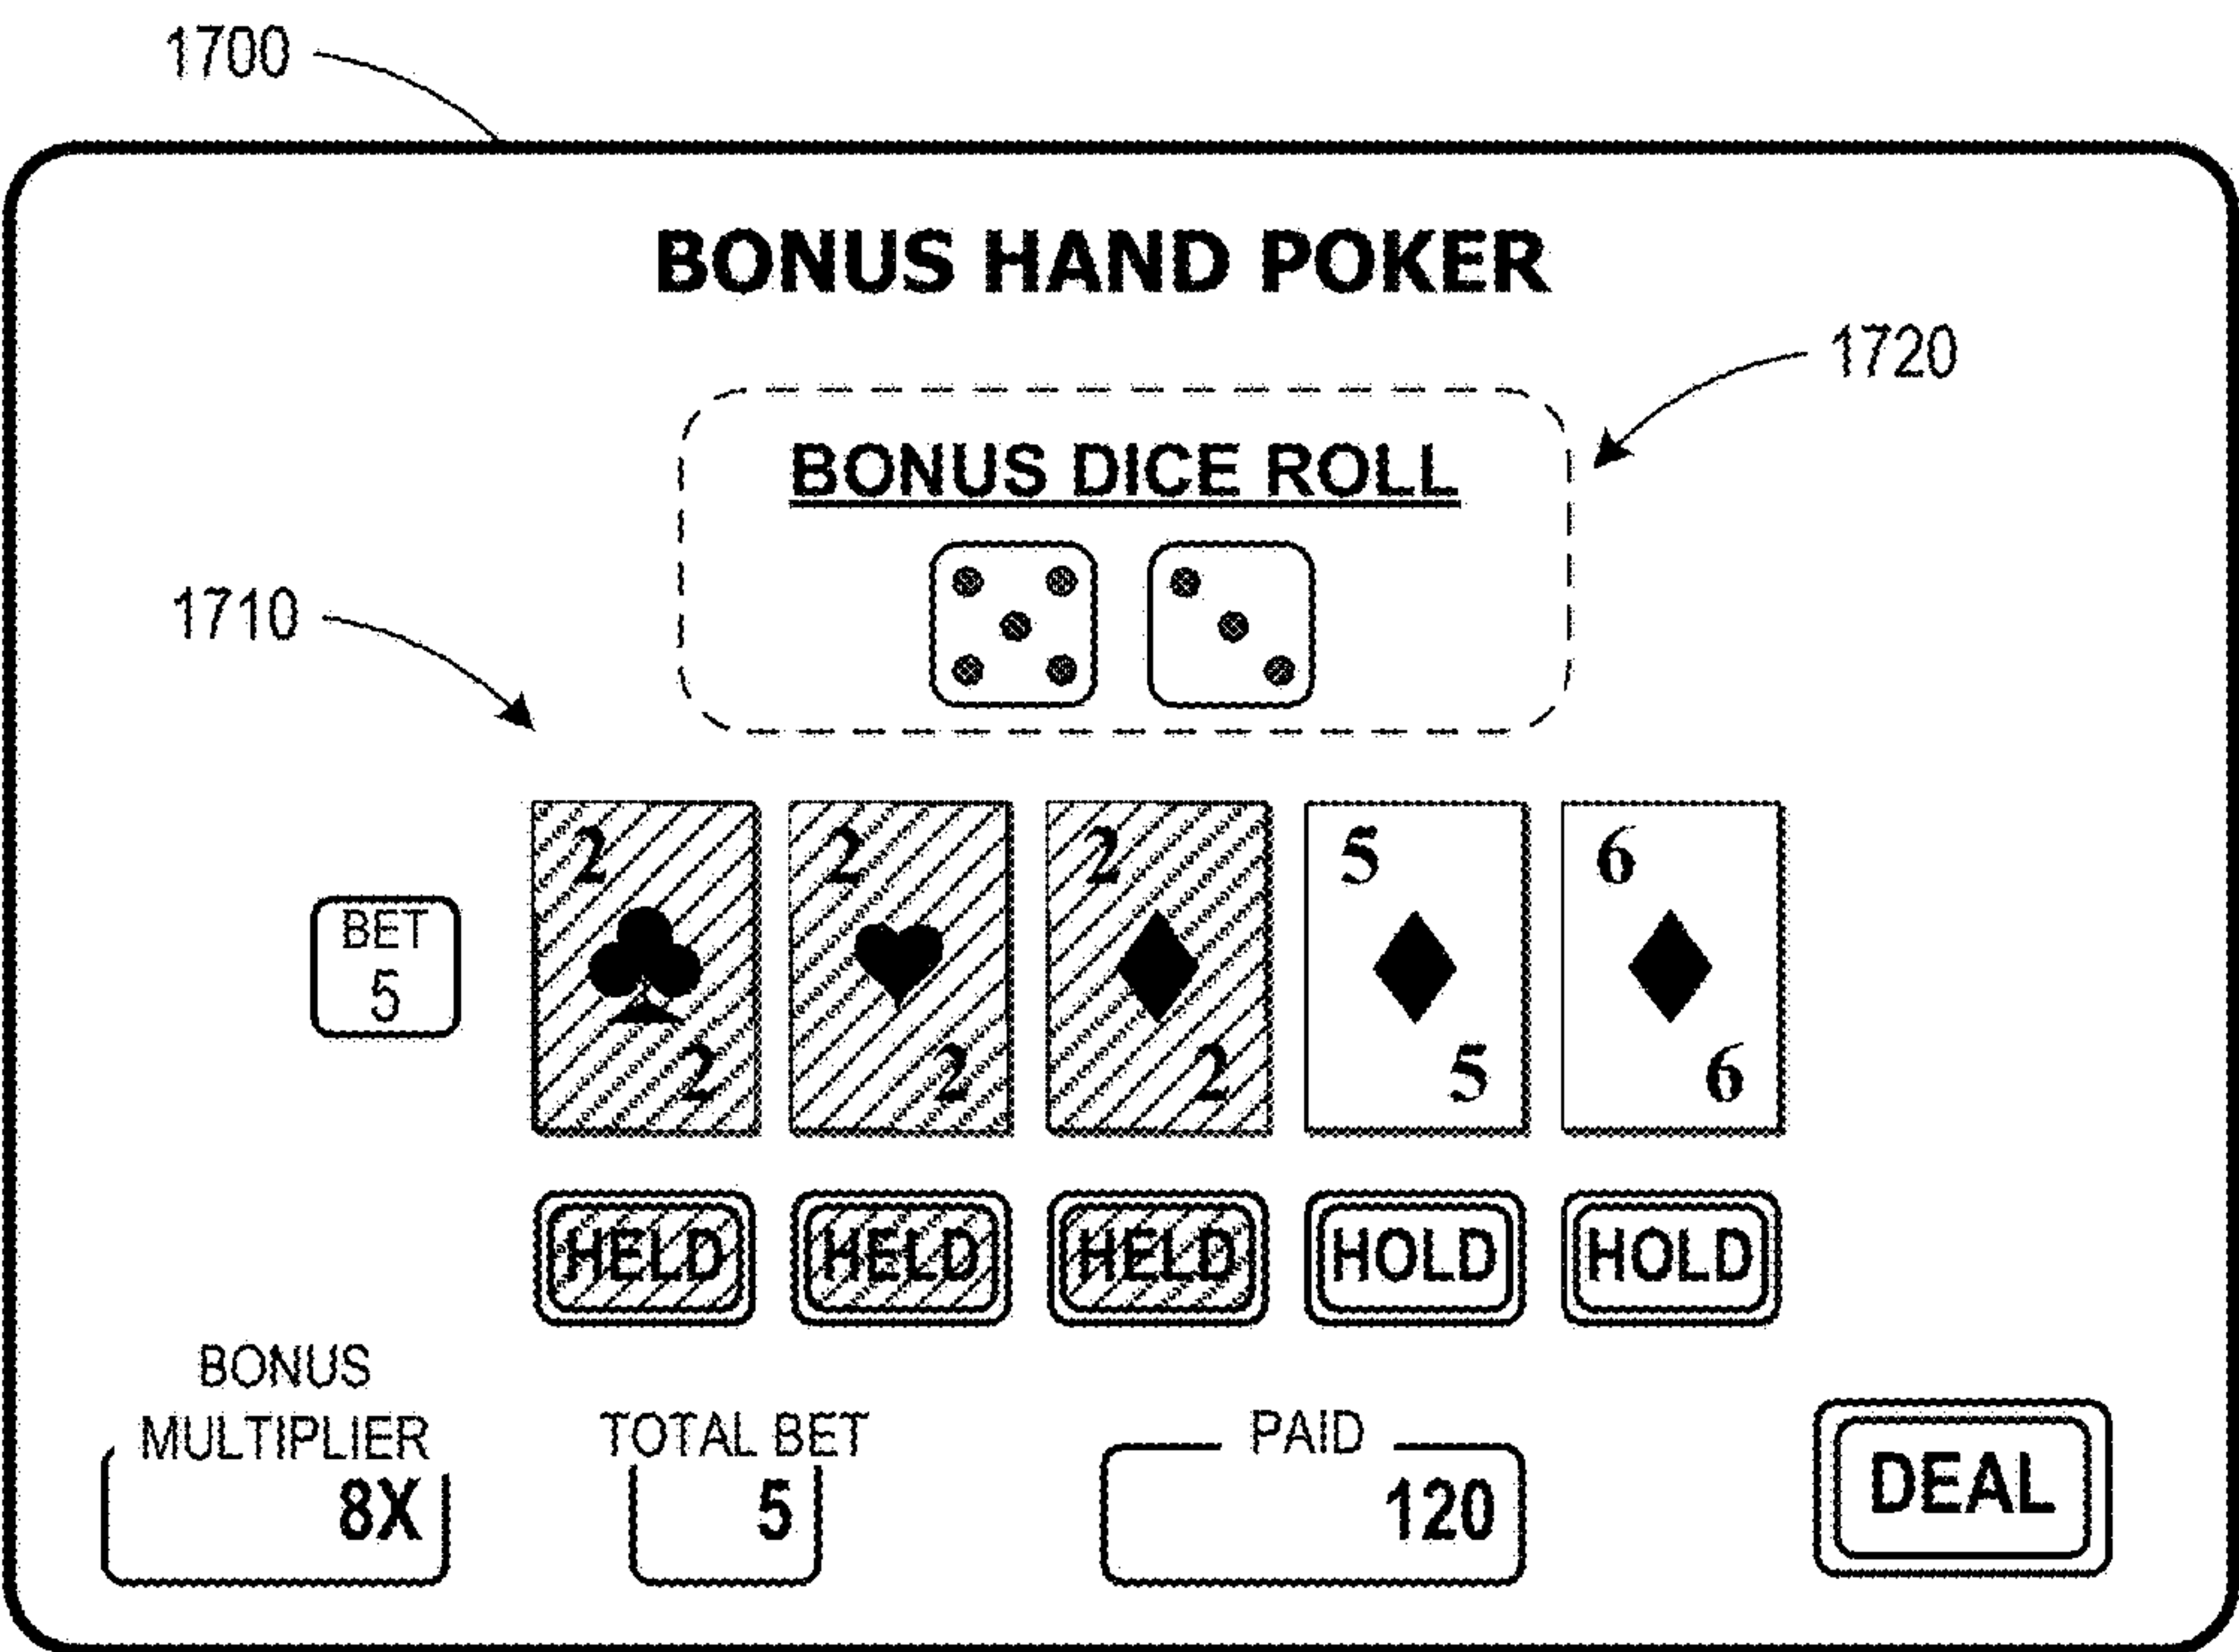 1700
BONUS HAND POKER
1720
BONUS DICE ROLL
1710
2 2 2 5 6
BET
5
2 2 2 5 6
HELD HELD HELD HOLD HOLD
BONUS
MULTIPLIER TOTAL BET PAID
8X 5 120 DEAL